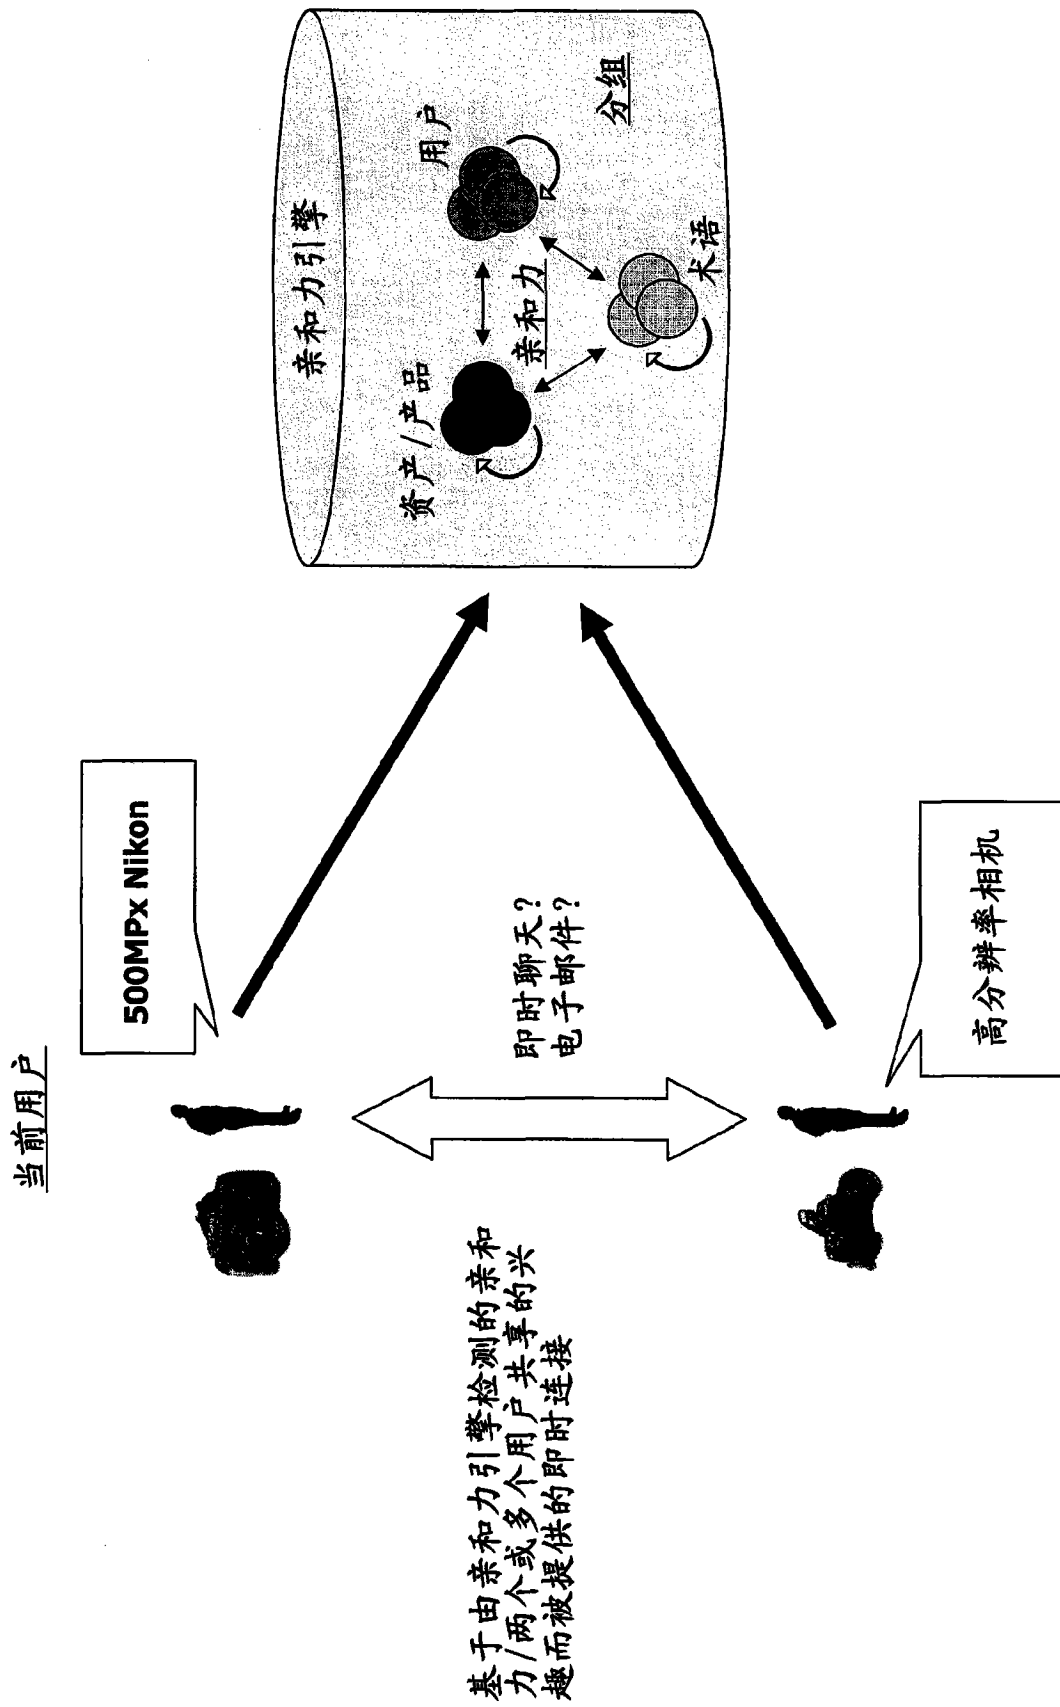 当前用户
500MPx Nikon
高分辨率相机
即时聊天?
电子邮件?
基于由亲和力引擎检测的亲和
力/两个或多个用户共享的兴
趣而被提供的即时连接
亲和力引擎
资产/产品
用户
亲和力
术语
分组